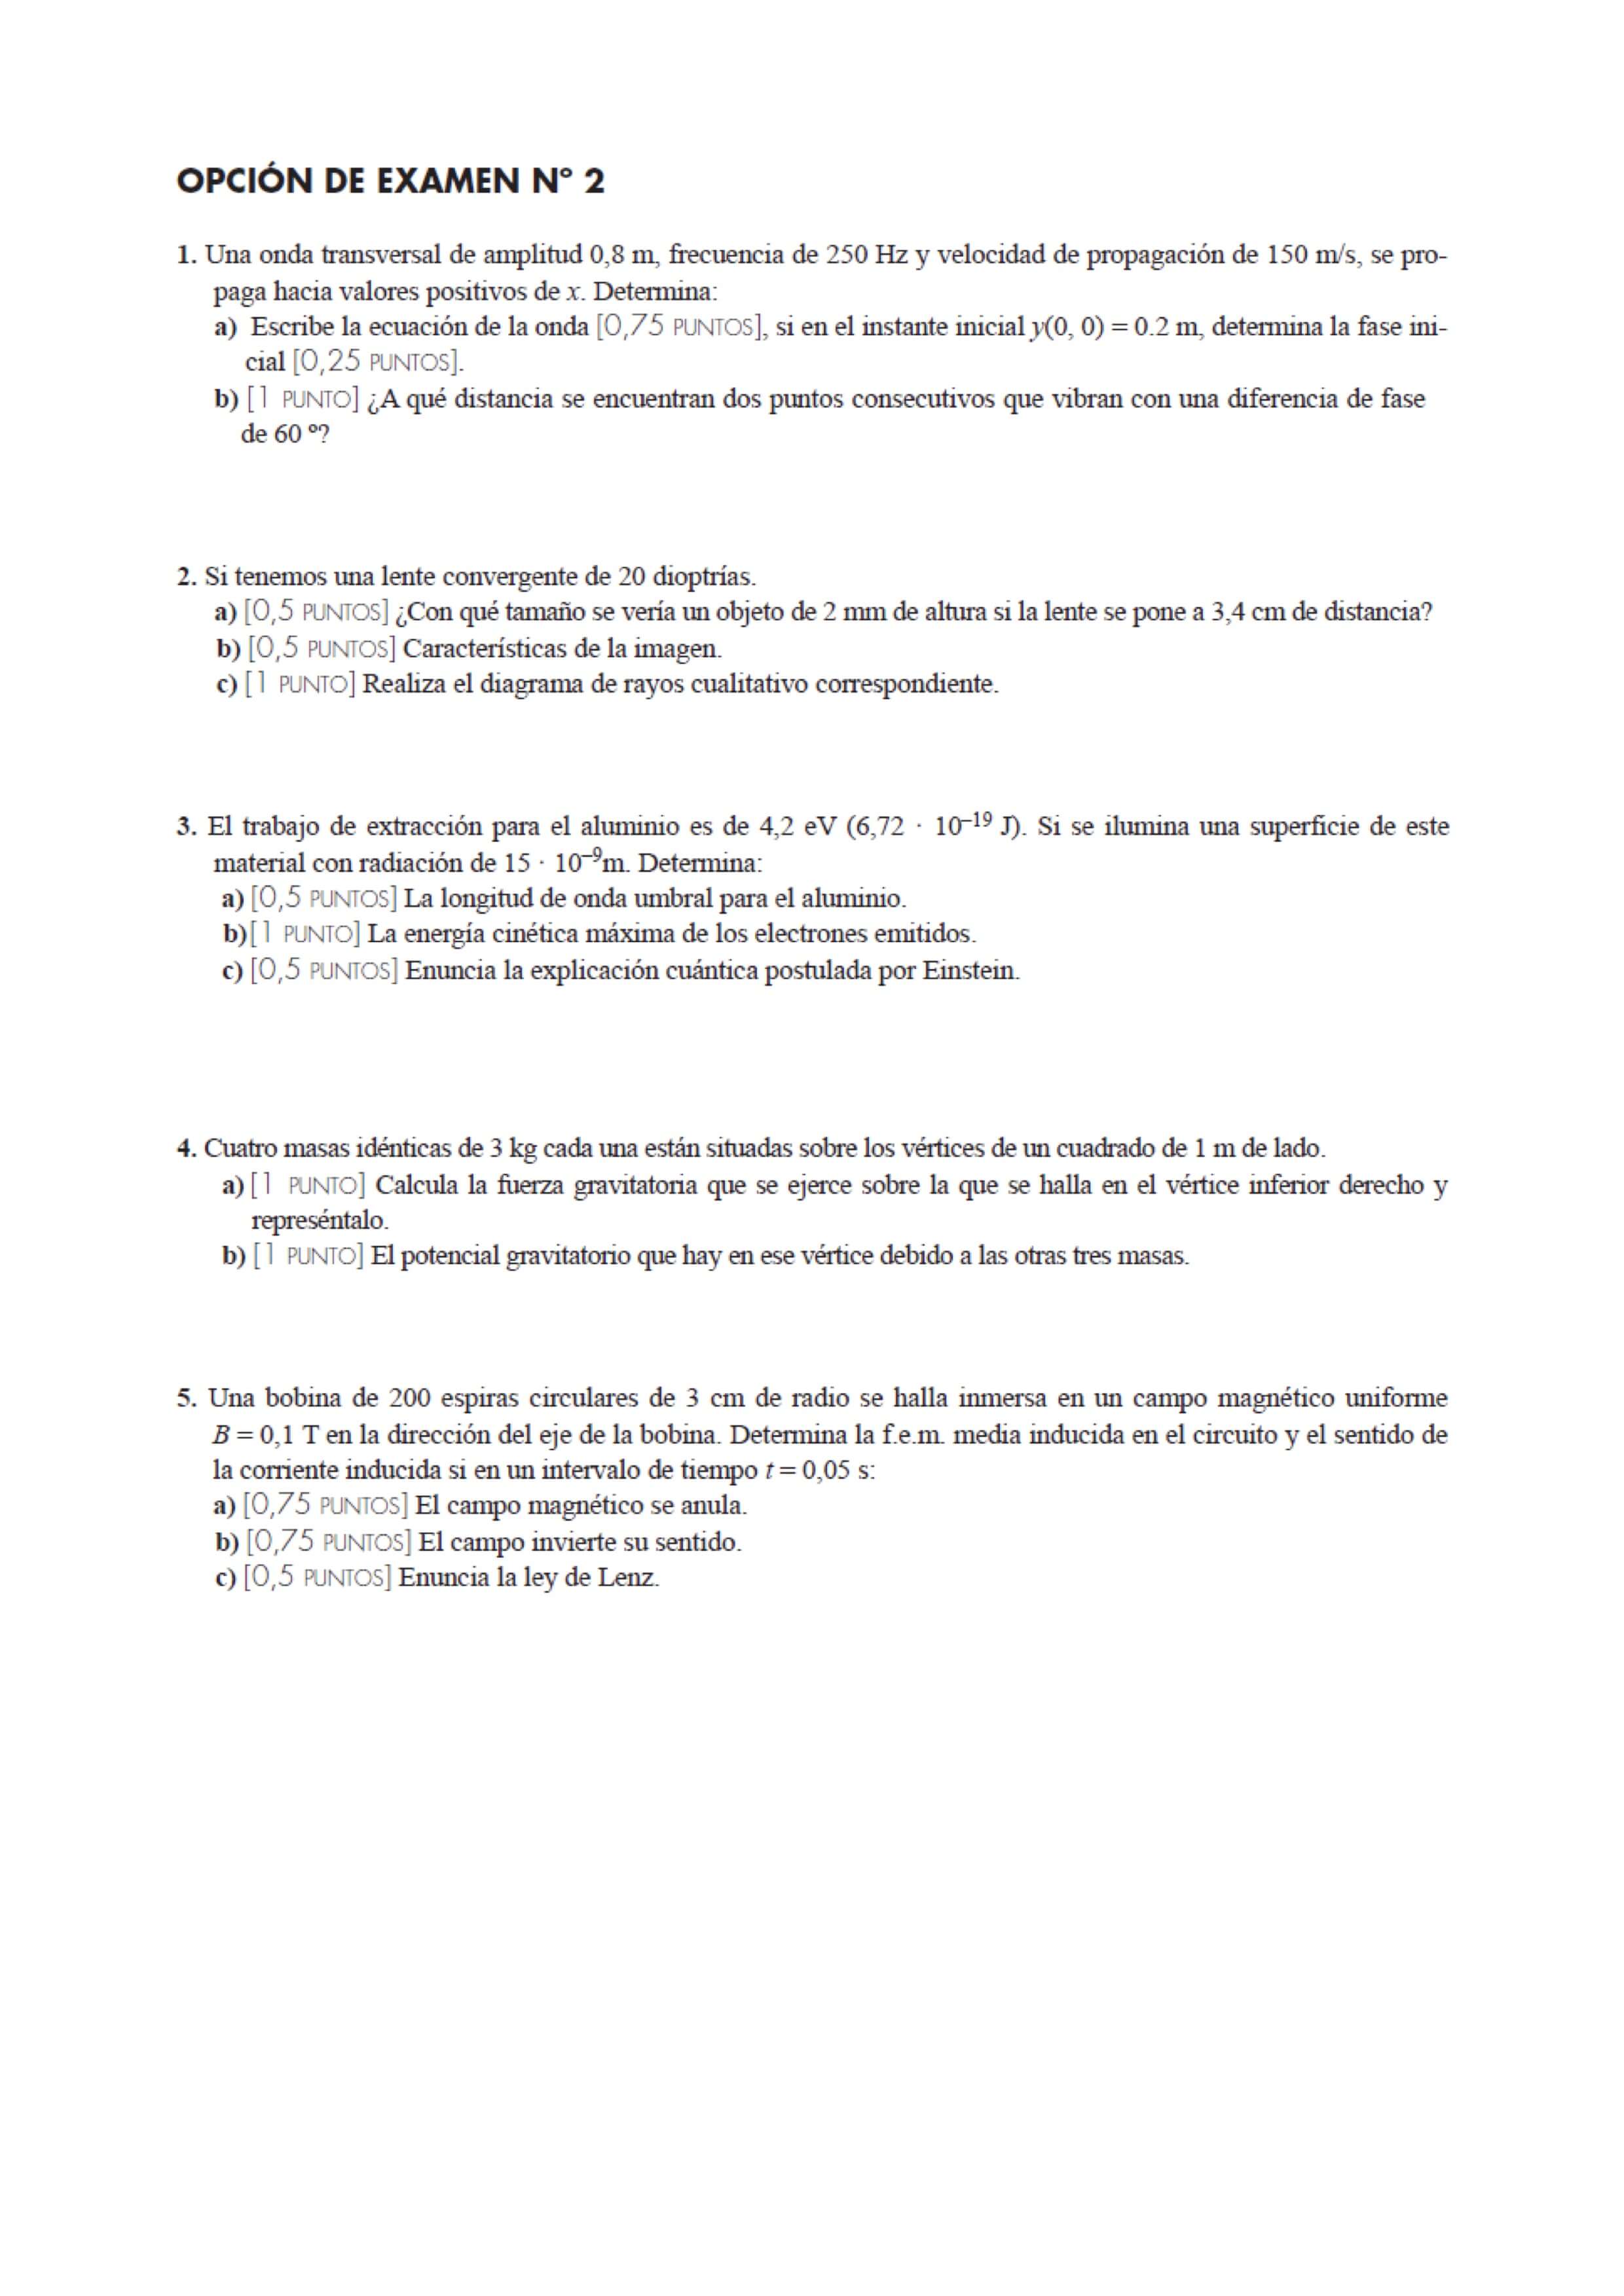 OPCIÓN DE EXAMEN Nº 2
1. Una onda transversal de amplitud 0,8 m, frecuencia de 250 Hz y velocidad de propagación de 150 m/s, se pro-
paga hacia valores positivos de x. Determina:
a) Escribe la ecuación de la onda [0,75 PUNTOS], si en el instante inicial y(0, 0) = 0.2 m, determina la fase ini-
cial [0,25 PUNTOS].
b) [1 PUNTO] ¿A qué distancia se encuentran dos puntos consecutivos que vibran con una diferencia de fase
de 60 º?
2. Si tenemos una lente convergente de 20 dioptrías.
a) [0,5 PUNTOS] ¿Con qué tamaño se vería un objeto de 2 mm de altura si la lente se pone a 3,4 cm de distancia?
b) [0,5 PUNTOS] Características de la imagen.
c) [1 PUNTO] Realiza el diagrama de rayos cualitativo correspondiente.
3. El trabajo de extracción para el aluminio es de 4,2 eV (6,72 · 10⁻¹⁹ J). Si se ilumina una superficie de este
material con radiación de 15 · 10⁻⁹m. Determina:
a) [0,5 PUNTOS] La longitud de onda umbral para el aluminio.
b)[1 PUNTO] La energía cinética máxima de los electrones emitidos.
c) [0,5 PUNTOS] Enuncia la explicación cuántica postulada por Einstein.
4. Cuatro masas idénticas de 3 kg cada una están situadas sobre los vértices de un cuadrado de 1 m de lado.
a) [1 PUNTO] Calcula la fuerza gravitatoria que se ejerce sobre la que se halla en el vértice inferior derecho y
represéntalo.
b) [1 PUNTO] El potencial gravitatorio que hay en ese vértice debido a las otras tres masas.
5. Una bobina de 200 espiras circulares de 3 cm de radio se halla inmersa en un campo magnético uniforme
B = 0,1 T en la dirección del eje de la bobina. Determina la f.e.m. media inducida en el circuito y el sentido de
la corriente inducida si en un intervalo de tiempo t = 0,05 s:
a) [0,75 PUNTOS] El campo magnético se anula.
b) [0,75 PUNTOS] El campo invierte su sentido.
c) [0,5 PUNTOS] Enuncia la ley de Lenz.